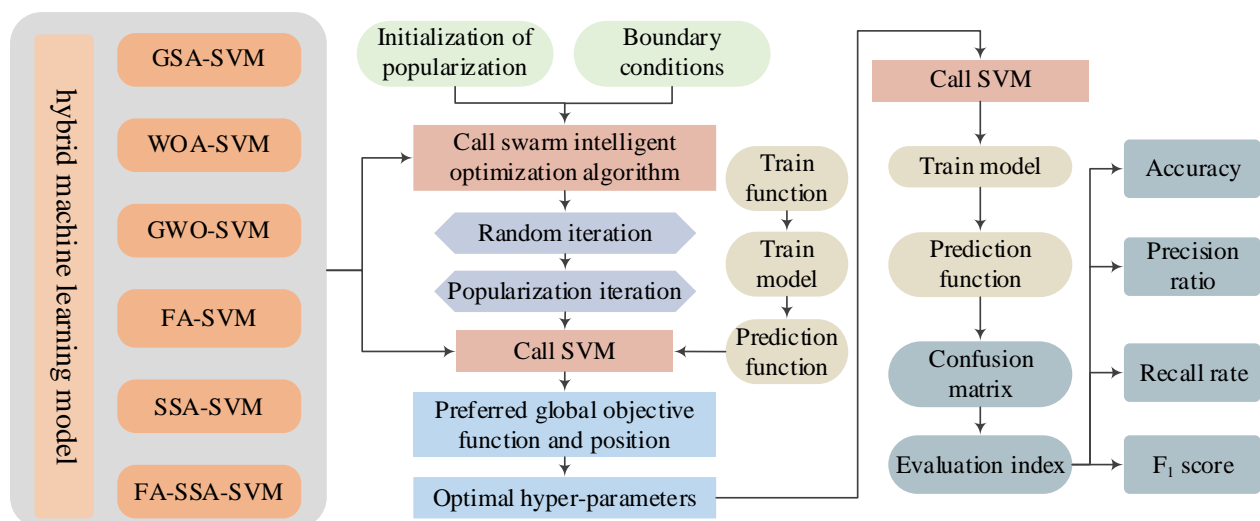 hybrid machine learning model
GSA-SVM
WOA-SVM
GWO-SVM
FA-SVM
SSA-SVM
FA-SSA-SVM
Initialization of
popularization
Boundary
conditions
Call swarm intelligent
optimization algorithm
Random iteration
Popularization iteration
Call SVM
Preferred global objective
function and position
Optimal hyper-parameters
Train
function
Train
model
Prediction
function
Call SVM
Train model
Prediction
function
Confusion
matrix
Evaluation index
Accuracy
Precision
ratio
Recall rate
F₁ score